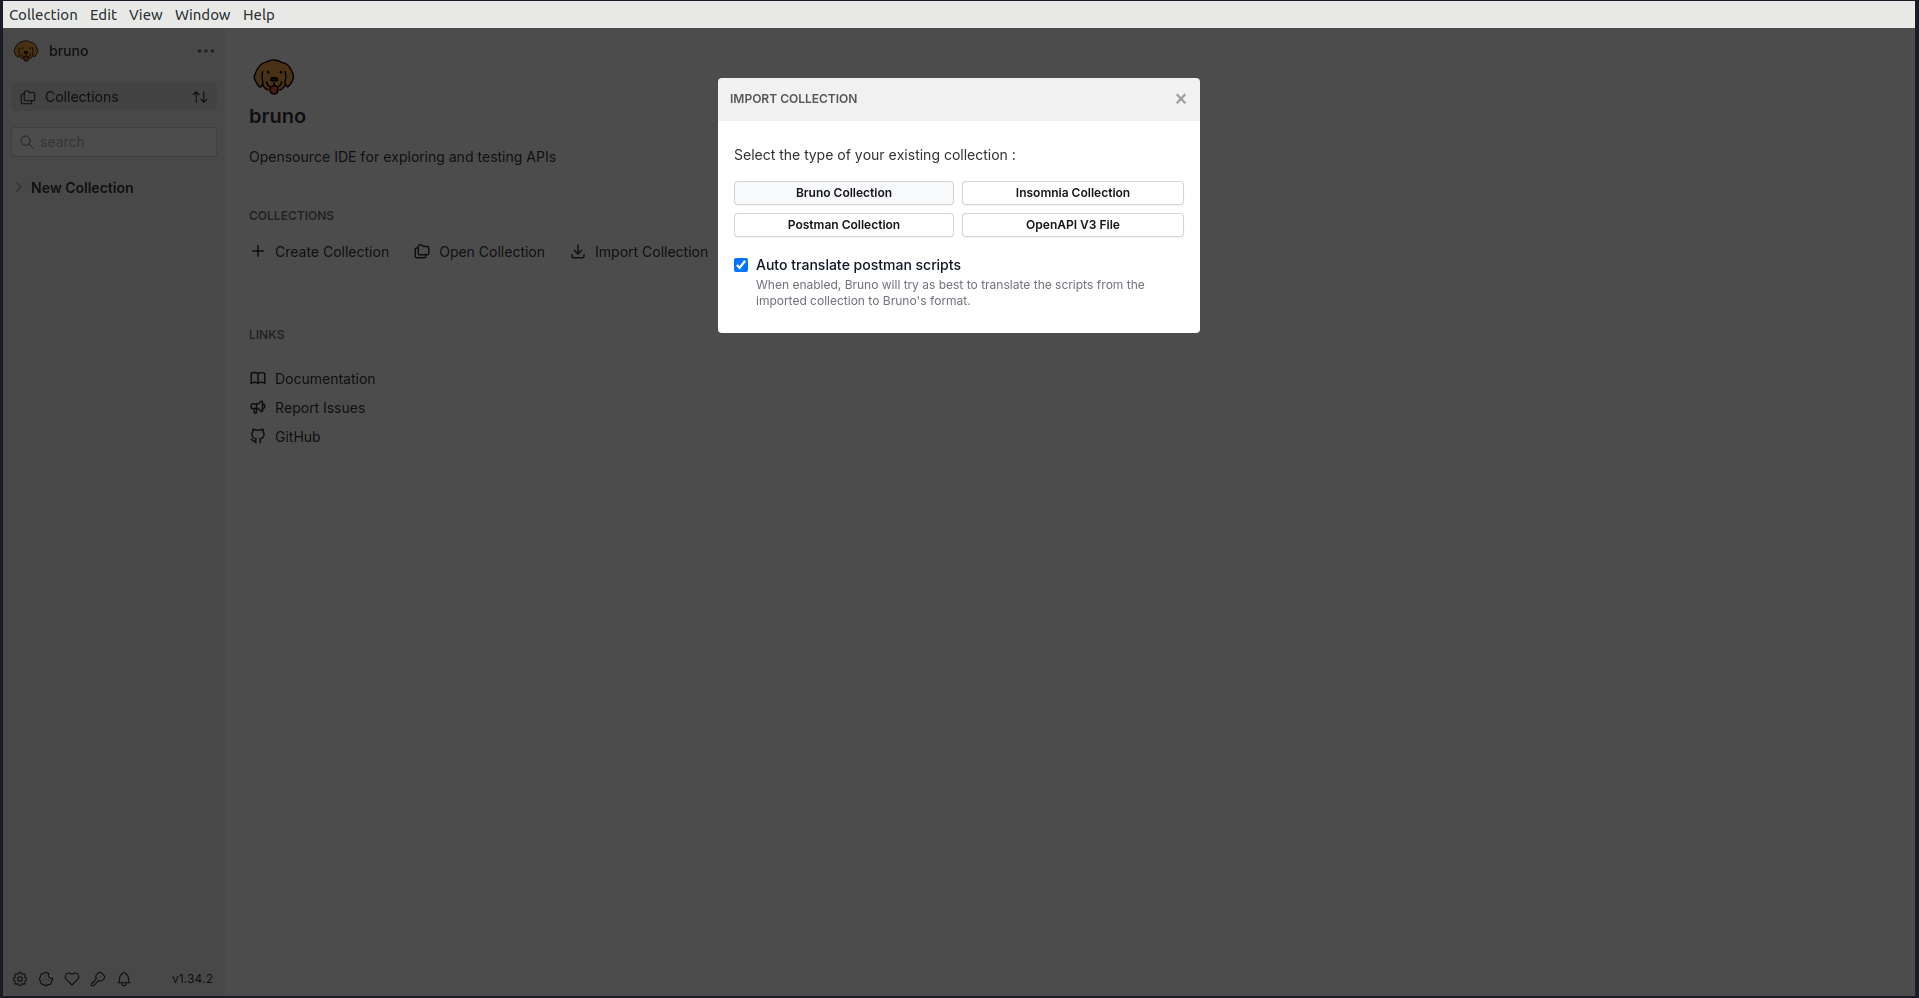 Collection Edit View Window Help
bruno
Collections
search
New Collection
bruno
Opensource IDE for exploring and testing APIs
COLLECTIONS
Create Collection Open Collection Import Collection
LINKS
Documentation
Report Issues
GitHub
IMPORT COLLECTION
Select the type of your existing collection :
Bruno Collection Insomnia Collection
Postman Collection OpenAPI V3 File
Auto translate postman scripts
When enabled, Bruno will try as best to translate the scripts from the
imported collection to Bruno's format.
v1.34.2